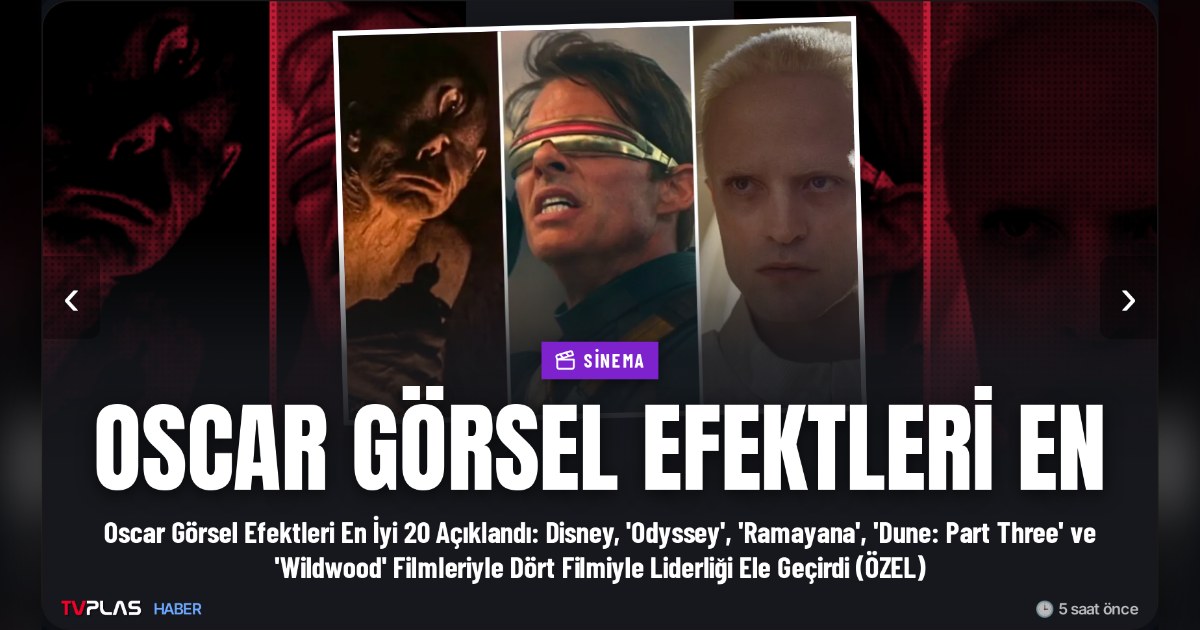 SİNEMA
OSCAR GÖRSEL EFEKTLERİ EN
Oscar Görsel Efektleri En İyi 20 Açıklandı: Disney, 'Odyssey', 'Ramayana', 'Dune: Part Three' ve
'Wildwood' Filmleriyle Dört Filmiyle Liderliği Ele Geçirdi (ÖZEL)
TVPLAS HABER
5 saat önce